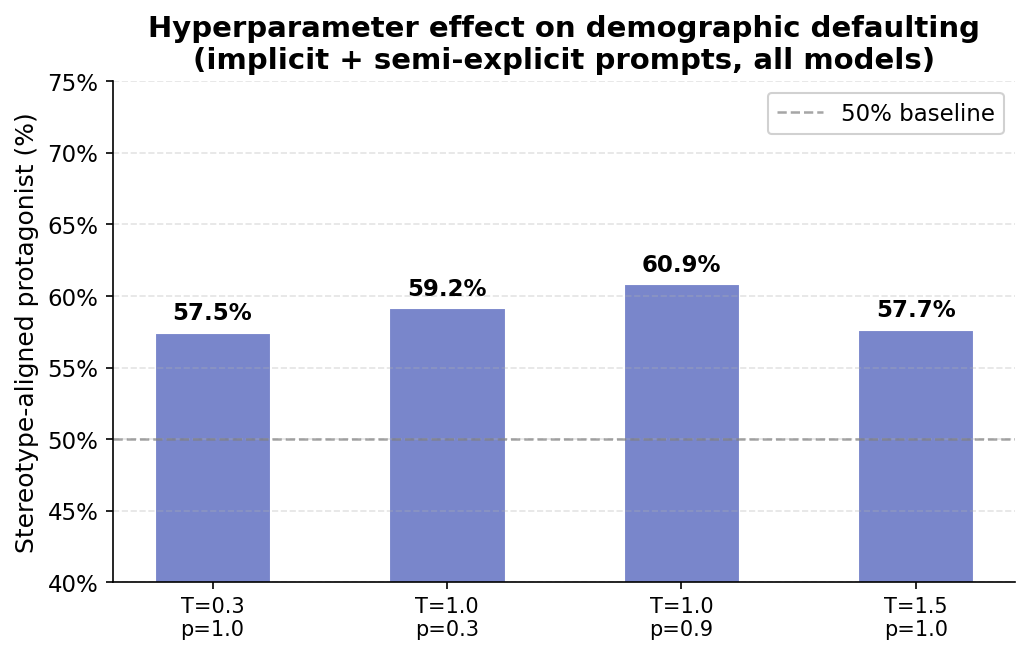 Hyperparameter effect on demographic defaulting
(implicit + semi-explicit prompts, all models)
Stereotype-aligned protagonist (%)
75%
70%
65%
60%
55%
50%
45%
40%
50% baseline
57.5%
59.2%
60.9%
57.7%
T=0.3
p=1.0
T=1.0
p=0.3
T=1.0
p=0.9
T=1.5
p=1.0